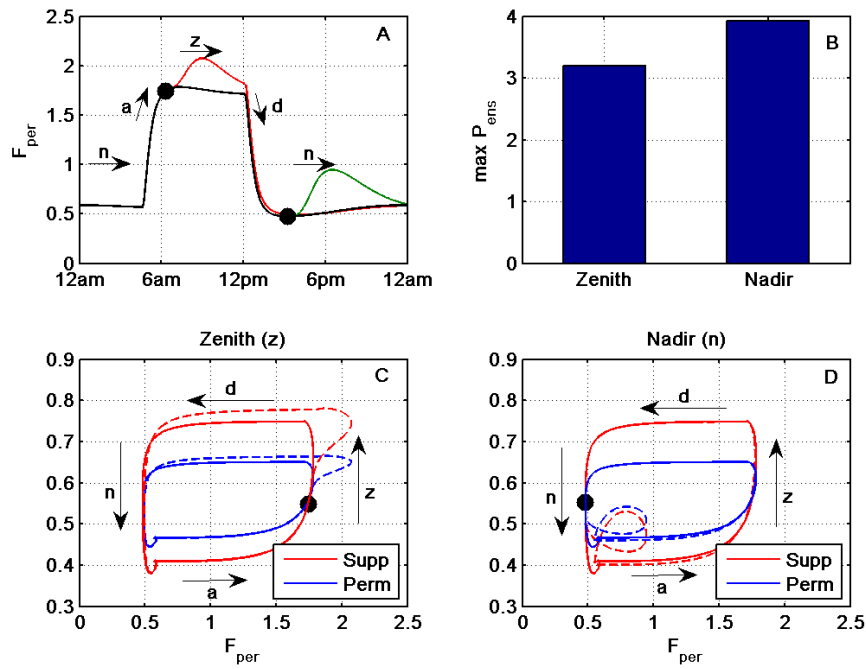 A
z
a
d
n
n
F_per
2.5
2
1.5
1
0.5
0
12am
6am
12pm
6pm
12am
B
max P_ens
4
3
2
1
0
Zenith
Nadir
Zenith (z)
C
d
n
z
a
0.9
0.8
0.7
0.6
0.5
0.4
0.3
0
0.5
1
1.5
2
2.5
F_per
Supp
Perm
Nadir (n)
D
d
n
z
a
0.9
0.8
0.7
0.6
0.5
0.4
0.3
0
0.5
1
1.5
2
2.5
F_per
Supp
Perm